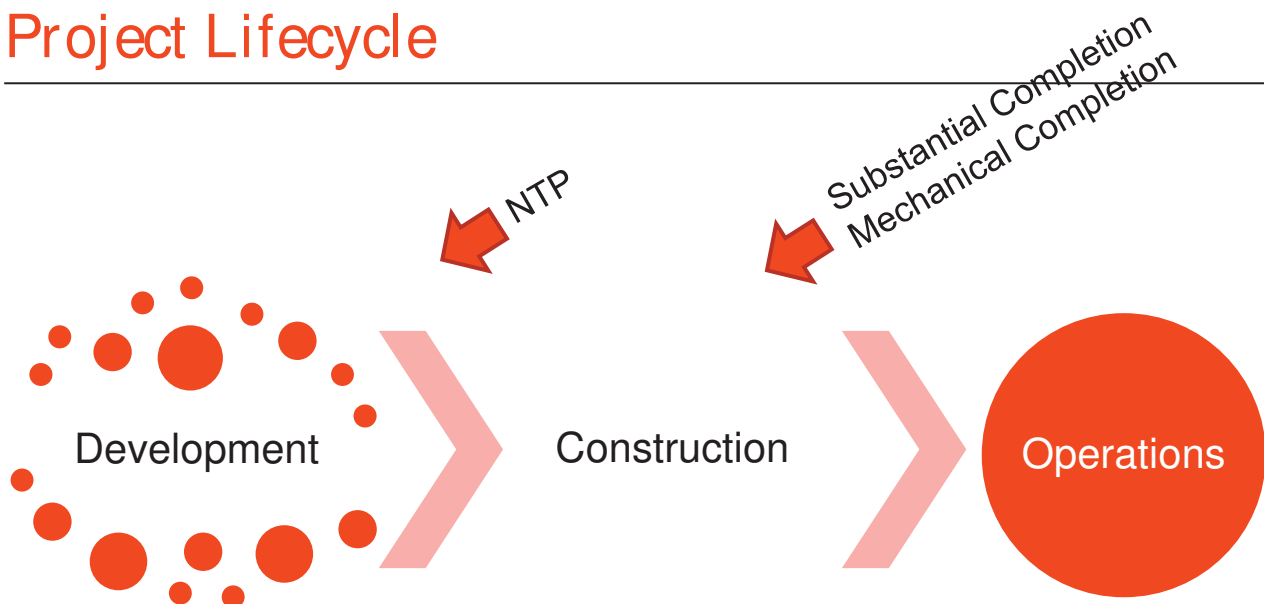 Project Lifecycle
NTP
Substantial Completion
Mechanical Completion
Development
Construction
Operations